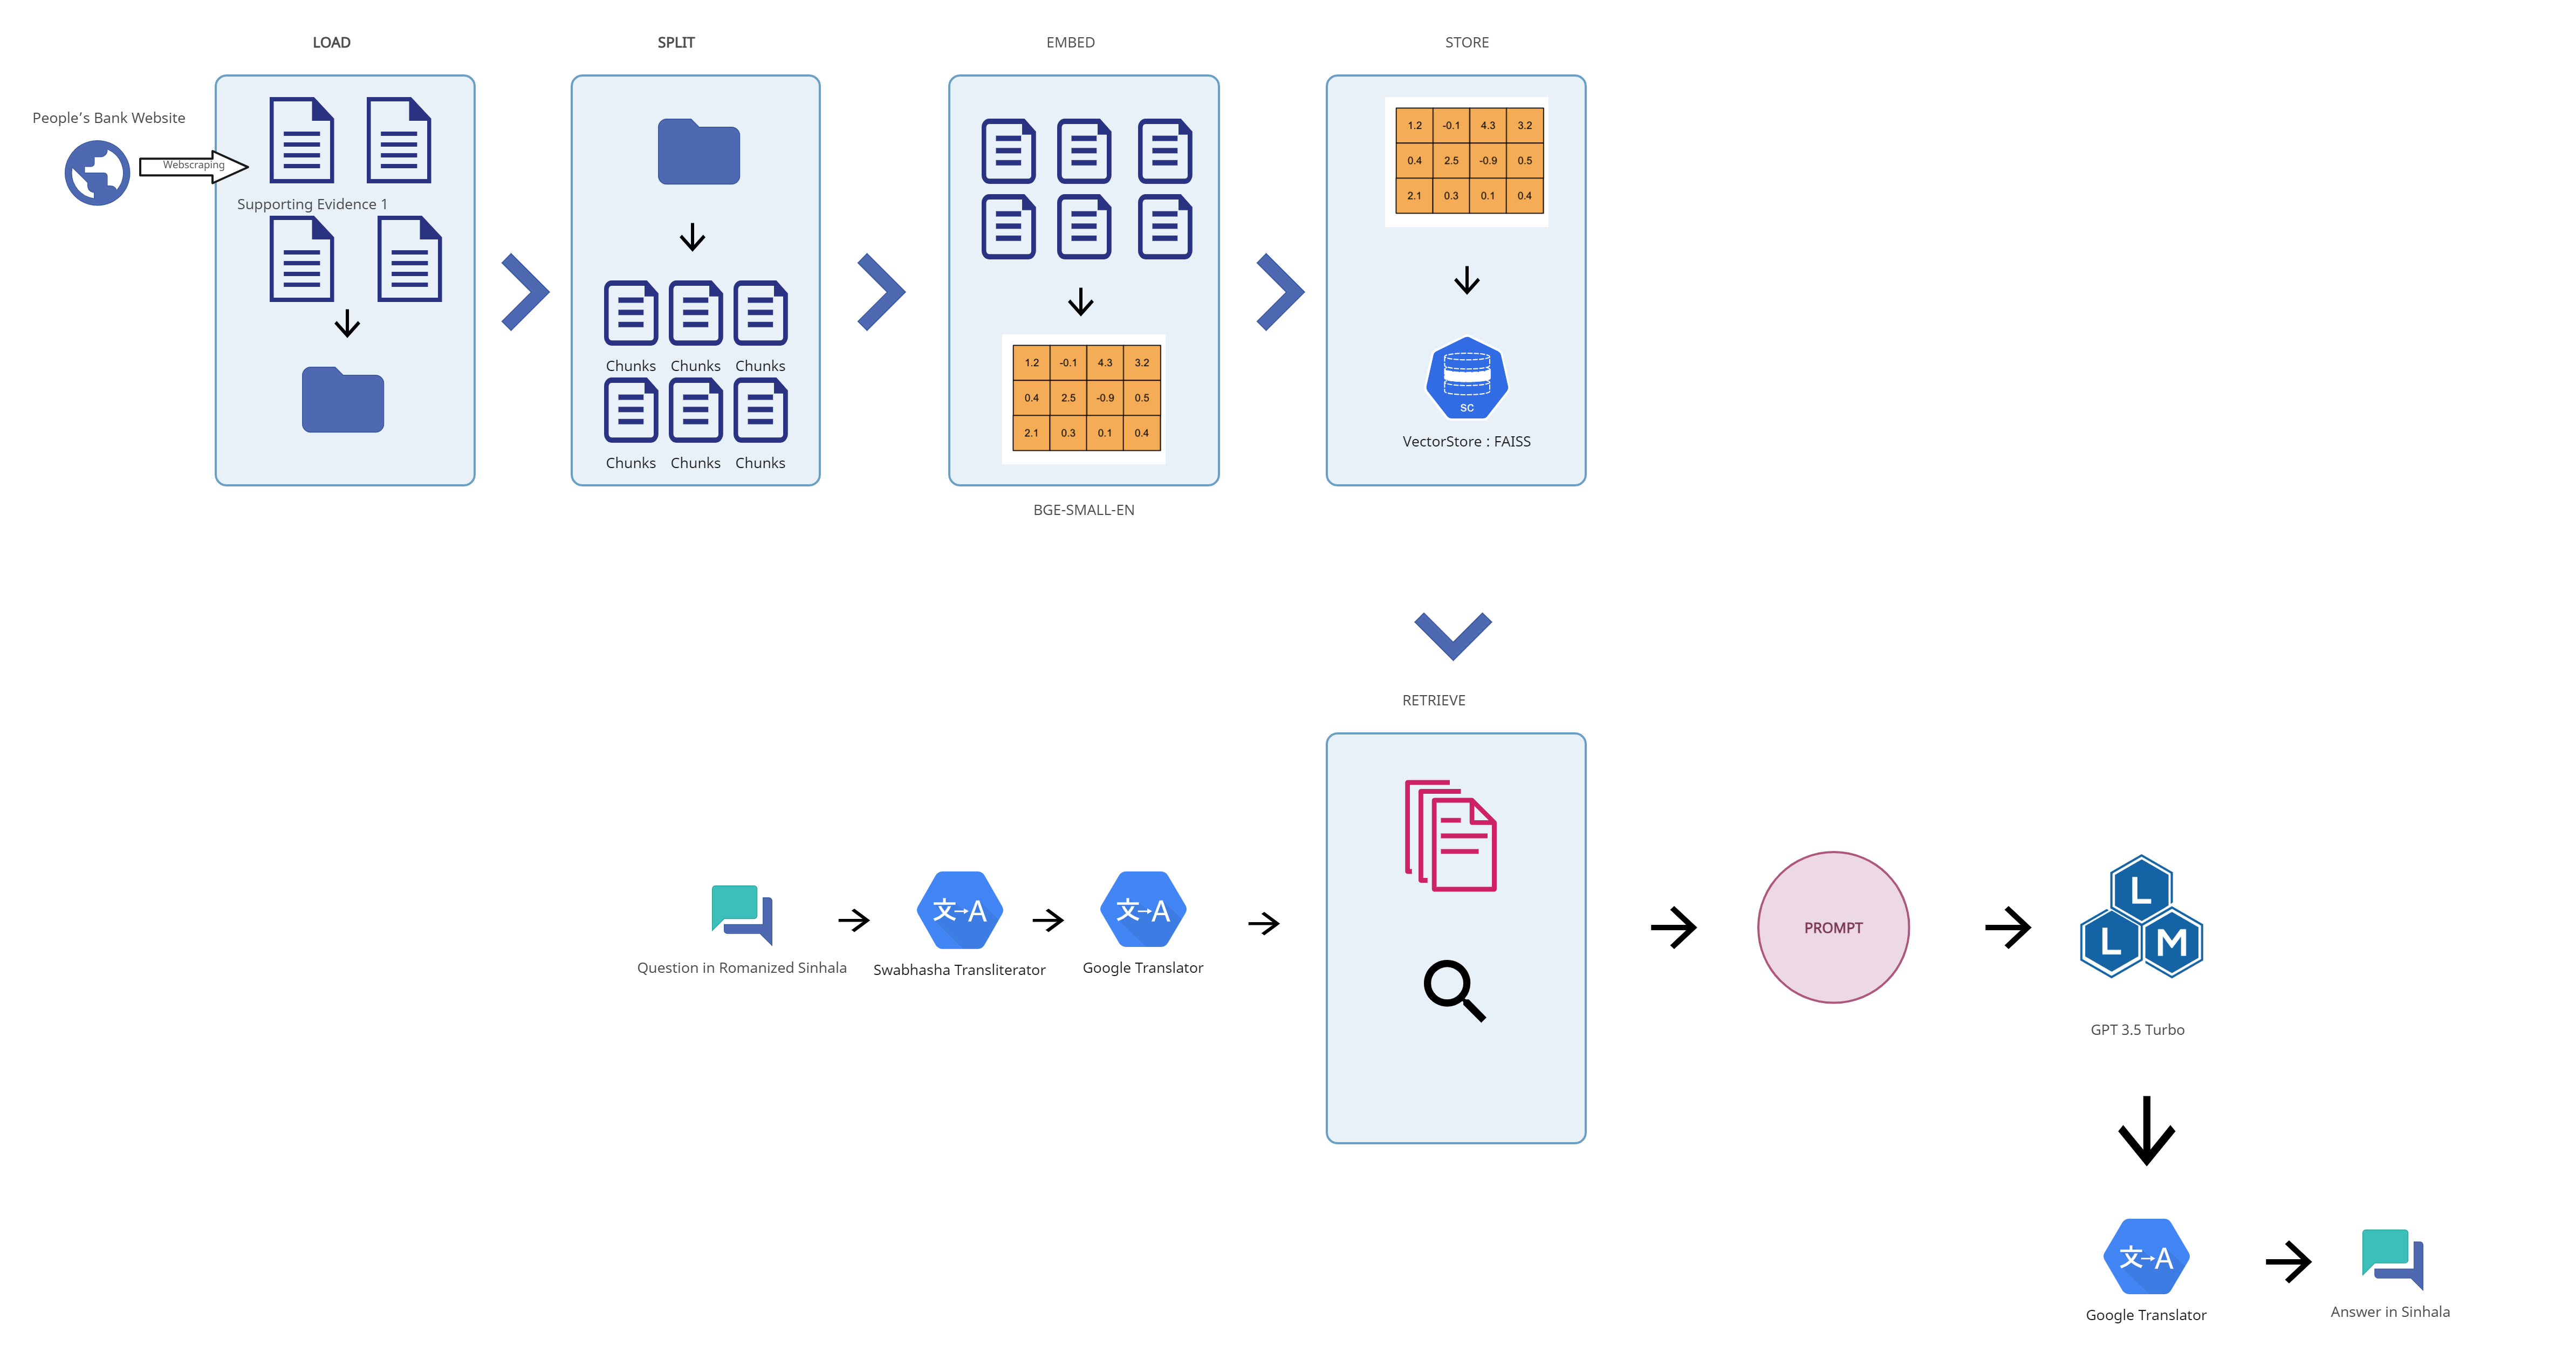 LOAD
SPLIT
EMBED
STORE
People's Bank Website
Webscraping
Supporting Evidence 1
Chunks Chunks Chunks
Chunks Chunks Chunks
1.2 -0.1 4.3 3.2
0.4 2.5 -0.9 0.5
2.1 0.3 0.1 0.4
BGE-SMALL-EN
1.2 -0.1 4.3 3.2
0.4 2.5 -0.9 0.5
2.1 0.3 0.1 0.4
SC
VectorStore : FAISS
RETRIEVE
Question in Romanized Sinhala
文→A
Swabhasha Transliterator
文→A
Google Translator
PROMPT
L
L M
GPT 3.5 Turbo
文→A
Google Translator
Answer in Sinhala